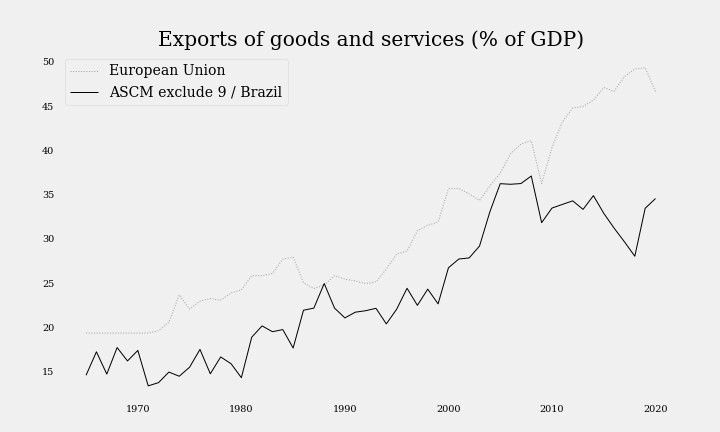 Exports of goods and services (% of GDP)
European Union
ASCM exclude 9 / Brazil
50
45
40
35
30
25
20
15
1970 1980 1990 2000 2010 2020